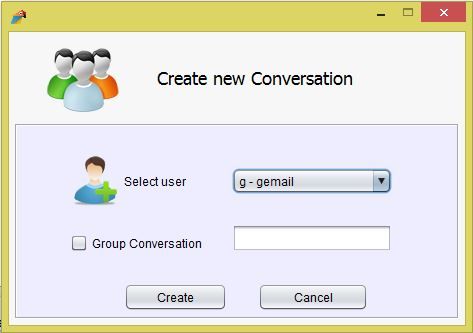 Create new Conversation
Select user
g - gemail
Group Conversation
Create
Cancel